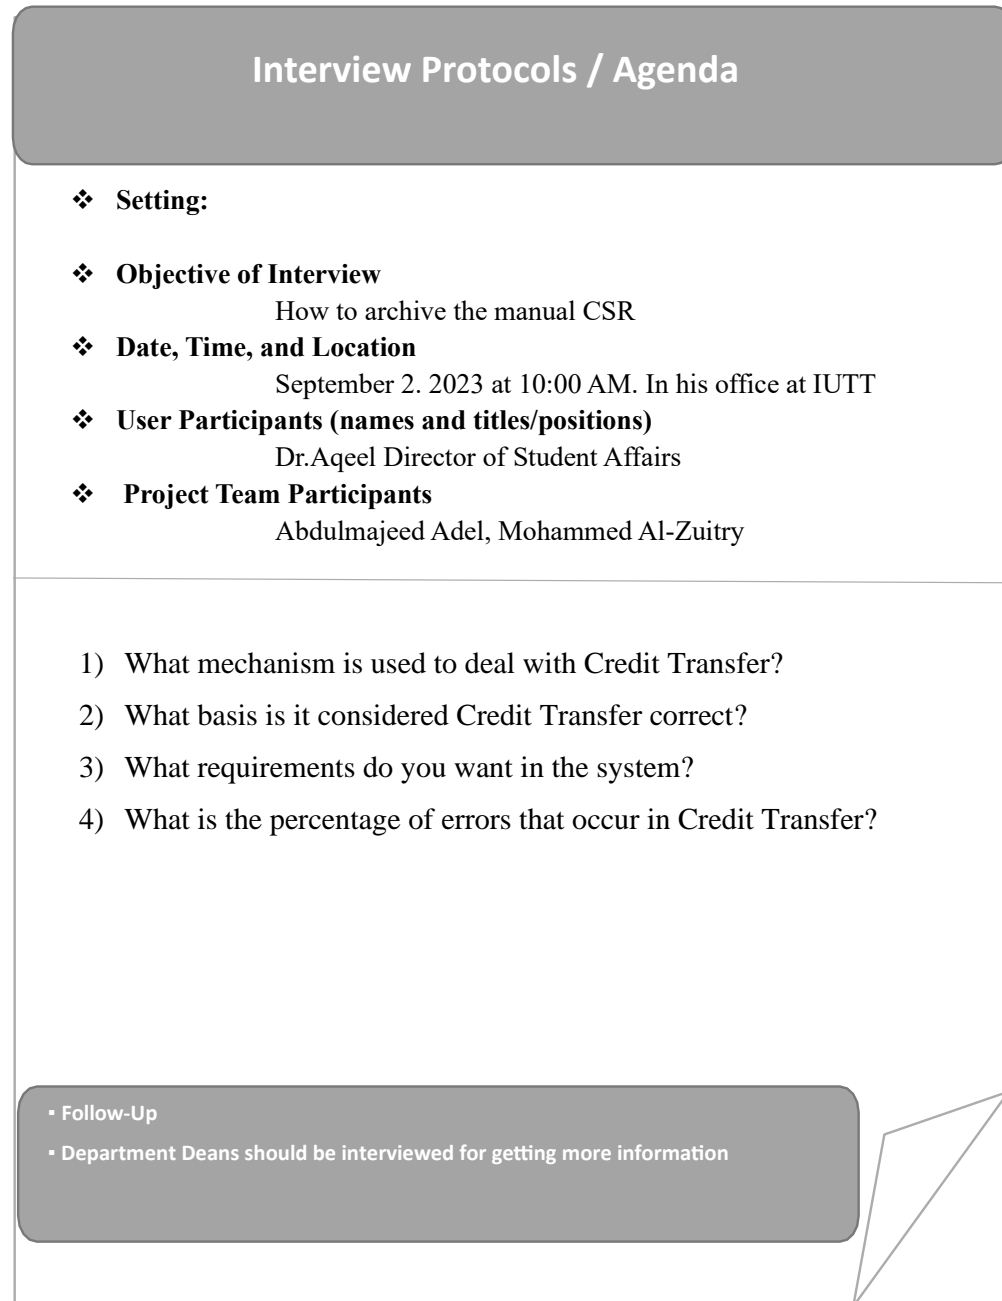 Interview Protocols / Agenda
❖ Setting:
❖ Objective of Interview
How to archive the manual CSR
❖ Date, Time, and Location
September 2. 2023 at 10:00 AM. In his office at IUTT
❖ User Participants (names and titles/positions)
Dr.Aqeel Director of Student Affairs
❖ Project Team Participants
Abdulmajeed Adel, Mohammed Al-Zuitry
1) What mechanism is used to deal with Credit Transfer?
2) What basis is it considered Credit Transfer correct?
3) What requirements do you want in the system?
4) What is the percentage of errors that occur in Credit Transfer?
▪ Follow-Up
▪ Department Deans should be interviewed for getting more information